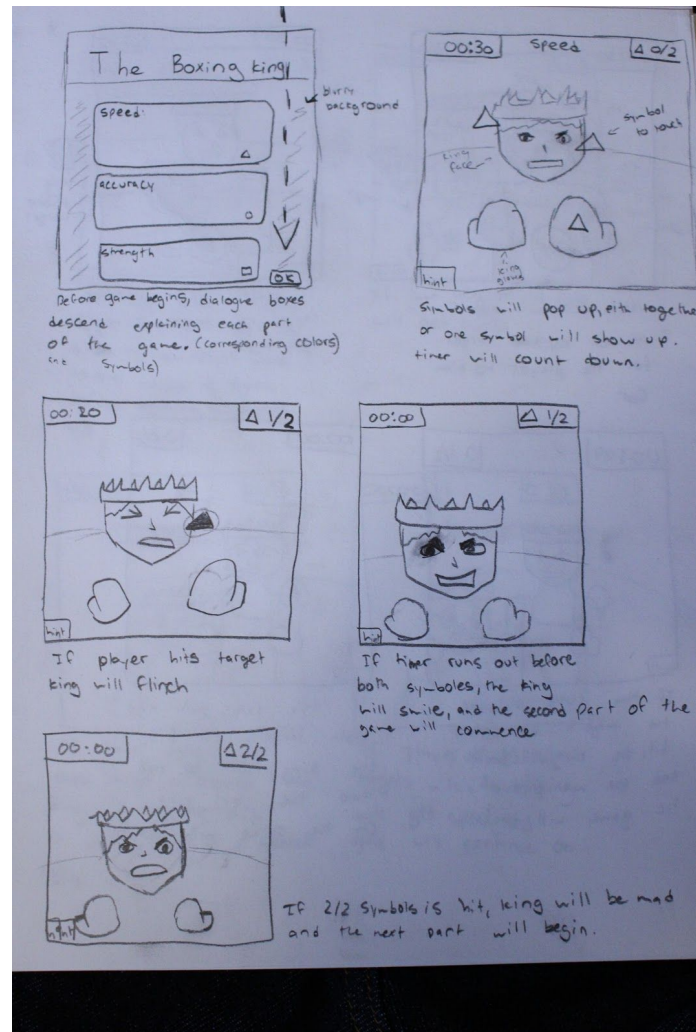 The Boxing king
blurry
background
speed:
accuracy
strength
OK
Before game begins, dialogue boxes
descend explaining each part
of the game. (corresponding colors)
Symbols)
00:30 Speed 0/2
symbol
to touch
king
face
king
glove
hint
Symbols will pop up, eith together
or one symbol will show up.
timer will count down.
00:20 1/2
hint
If player hits target
king will flinch
00:00 1/2
hint
If timer runs out before
both symboles, the king
will smile, and the second part of the
game will commence
00:00 2/2
hint
If 2/2 symbols is hit, king will be mad
and the next part will begin.